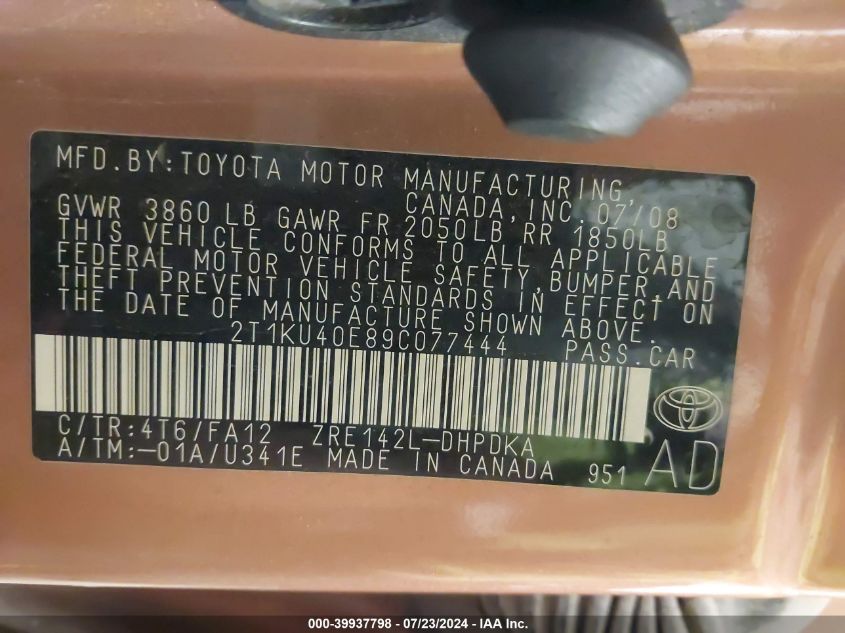 MFD.BY:TOYOTA MOTOR MANUFACTURING,
CANADA, INC. 07/08
GVWR 3860 LB GAWR FR 2050LB RR 1850LB
THIS VEHICLE CONFORMS TO ALL APPLICABLE
FEDERAL MOTOR VEHICLE SAFETY, BUMPER, AND
THEFT PREVENTION STANDARDS IN EFFECT ON
THE DATE OF MANUFACTURE SHOWN ABOVE.
2T1KU40E89C077444 PASS.CAR
C/TR:4T6/FA12 ZRE142L-DHPDKA
A/TM:-01A/U341E MADE IN CANADA 951 AD
000-39937798 - 07/23/2024 - IAA Inc.